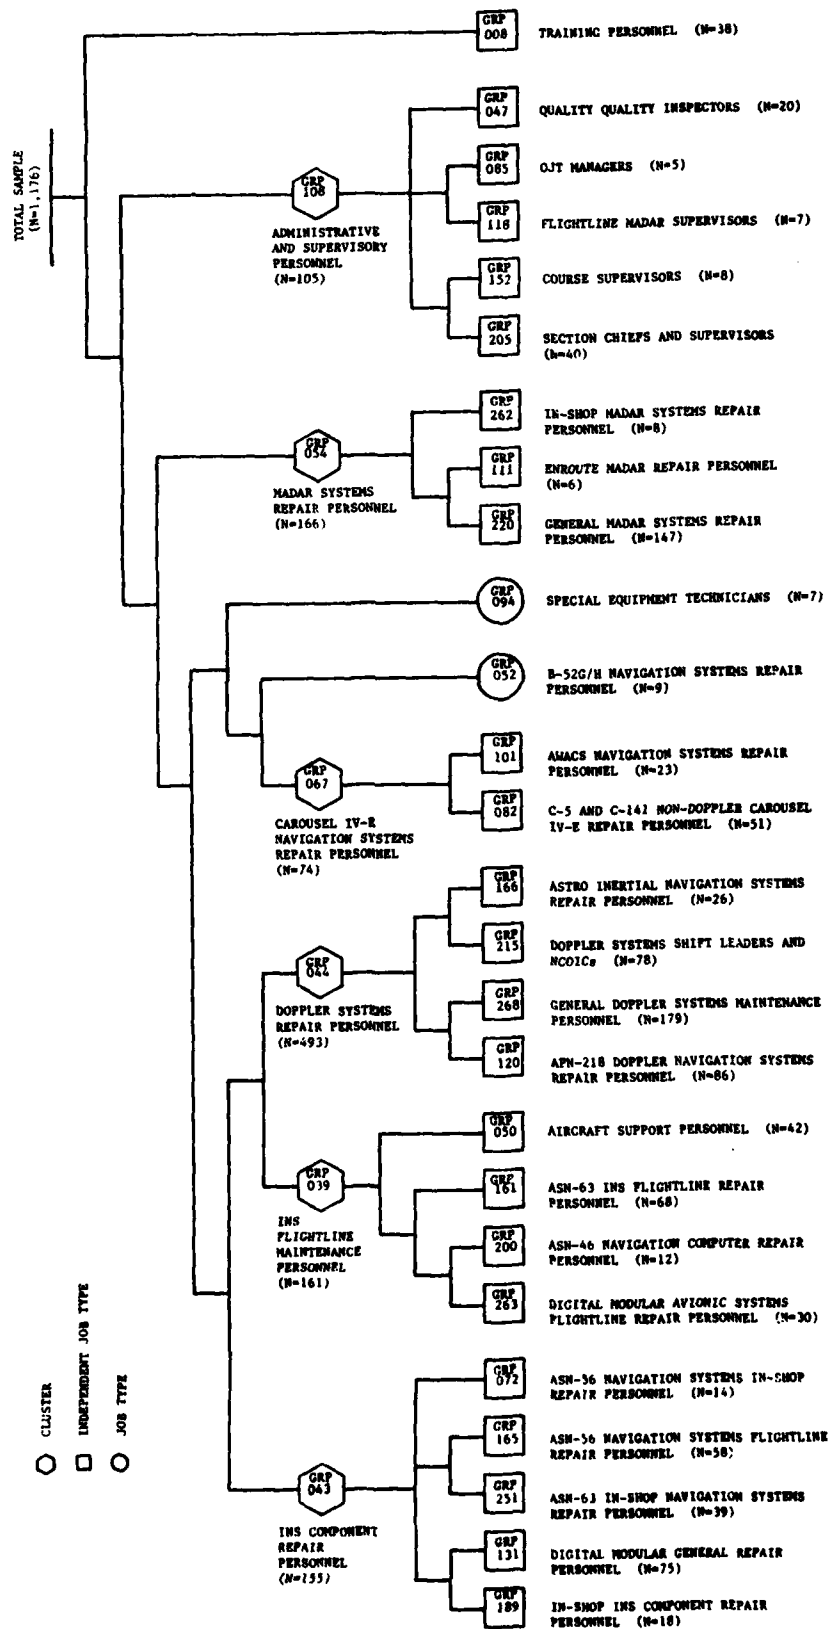 TOTAL SAMPLE
(N=1,176)
GRP
008
TRAINING PERSONNEL (N=38)
GRP
047
QUALITY QUALITY INSPECTORS (N=20)
GRP
108
ADMINISTRATIVE
AND SUPERVISORY
PERSONNEL
(N=105)
GRP
085
OJT MANAGERS (N=5)
GRP
118
FLIGHTLINE MADAR SUPERVISORS (N=7)
GRP
152
COURSE SUPERVISORS (N=8)
GRP
205
SECTION CHIEFS AND SUPERVISORS
(N=40)
GRP
054
MADAR SYSTEMS
REPAIR PERSONNEL
(N=166)
GRP
262
IN-SHOP MADAR SYSTEMS REPAIR
PERSONNEL (N=8)
GRP
111
ENROUTE MADAR REPAIR PERSONNEL
(N=6)
GRP
220
GENERAL MADAR SYSTEMS REPAIR
PERSONNEL (N=147)
GRP
094
SPECIAL EQUIPMENT TECHNICIANS (N=7)
GRP
052
B-52G/H NAVIGATION SYSTEMS REPAIR
PERSONNEL (N=9)
GRP
067
CAROUSEL IV-E
NAVIGATION SYSTEMS
REPAIR PERSONNEL
(N=74)
GRP
101
AWACS NAVIGATION SYSTEMS REPAIR
PERSONNEL (N=23)
GRP
082
C-5 AND C-141 NON-DOPPLER CAROUSEL
IV-E REPAIR PERSONNEL (N=51)
GRP
044
DOPPLER SYSTEMS
REPAIR PERSONNEL
(N=493)
GRP
166
ASTRO INERTIAL NAVIGATION SYSTEMS
REPAIR PERSONNEL (N=26)
GRP
215
DOPPLER SYSTEMS SHIFT LEADERS AND
NCOICs (N=78)
GRP
268
GENERAL DOPPLER SYSTEMS MAINTENANCE
PERSONNEL (N=179)
GRP
120
APN-218 DOPPLER NAVIGATION SYSTEMS
REPAIR PERSONNEL (N=86)
GRP
039
INS
FLIGHTLINE
MAINTENANCE
PERSONNEL
(N=161)
GRP
050
AIRCRAFT SUPPORT PERSONNEL (N=42)
GRP
161
ASN-63 INS FLIGHTLINE REPAIR
PERSONNEL (N=68)
GRP
200
ASN-46 NAVIGATION COMPUTER REPAIR
PERSONNEL (N=12)
GRP
263
DIGITAL MODULAR AVIONIC SYSTEMS
FLIGHTLINE REPAIR PERSONNEL (N=30)
GRP
043
INS COMPONENT
REPAIR
PERSONNEL
(N=155)
GRP
072
ASN-56 NAVIGATION SYSTEMS IN-SHOP
REPAIR PERSONNEL (N=14)
GRP
165
ASN-56 NAVIGATION SYSTEMS FLIGHTLINE
REPAIR PERSONNEL (N=58)
GRP
251
ASN-63 IN-SHOP NAVIGATION SYSTEMS
REPAIR PERSONNEL (N=39)
GRP
131
DIGITAL MODULAR GENERAL REPAIR
PERSONNEL (N=75)
GRP
189
IN-SHOP INS COMPONENT REPAIR
PERSONNEL (N=18)
CLUSTER
INDEPENDENT JOB TYPE
JOB TYPE